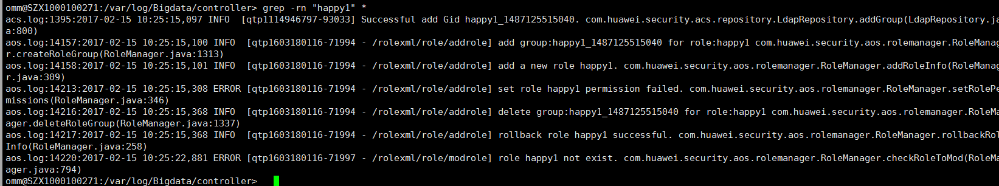 omm@SZX1000100271:/var/log/Bigdata/controller> grep -rn "happy1" *
acs.log:1395:2017-02-15 10:25:15,097 INFO  [qtp1114946797-93033] Successful add Gid happy1_1487125515040. com.huawei.security.acs.repository.LdapRepository.addGroup(LdapRepository.ja
a:800)
aos.log:14157:2017-02-15 10:25:15,100 INFO  [qtp1603180116-71994 - /rolexml/role/addrole] add group:happy1_1487125515040 for role:happy1 com.huawei.security.aos.rolemanager.RoleManag
r.createRoleGroup(RoleManager.java:1313)
aos.log:14158:2017-02-15 10:25:15,101 INFO  [qtp1603180116-71994 - /rolexml/role/addrole] add a new role happy1. com.huawei.security.aos.rolemanager.RoleManager.addRoleInfo(RoleManag
r.java:309)
aos.log:14213:2017-02-15 10:25:15,308 ERROR [qtp1603180116-71994 - /rolexml/role/addrole] set role happy1 permission failed. com.huawei.security.aos.rolemanager.RoleManager.setRolePe
missions(RoleManager.java:346)
aos.log:14216:2017-02-15 10:25:15,368 INFO  [qtp1603180116-71994 - /rolexml/role/addrole] delete group:happy1_1487125515040 for role:happy1 com.huawei.security.aos.rolemanager.RoleMa
ager.deleteRoleGroup(RoleManager.java:1337)
aos.log:14217:2017-02-15 10:25:15,368 INFO  [qtp1603180116-71994 - /rolexml/role/addrole] rollback role happy1 successful. com.huawei.security.aos.rolemanager.RoleManager.rollbackRol
Info(RoleManager.java:258)
aos.log:14220:2017-02-15 10:25:22,881 ERROR [qtp1603180116-71997 - /rolexml/role/modrole] role happy1 not exist. com.huawei.security.aos.rolemanager.RoleManager.checkRoleToMod(RoleMa
ager.java:794)
omm@SZX1000100271:/var/log/Bigdata/controller>